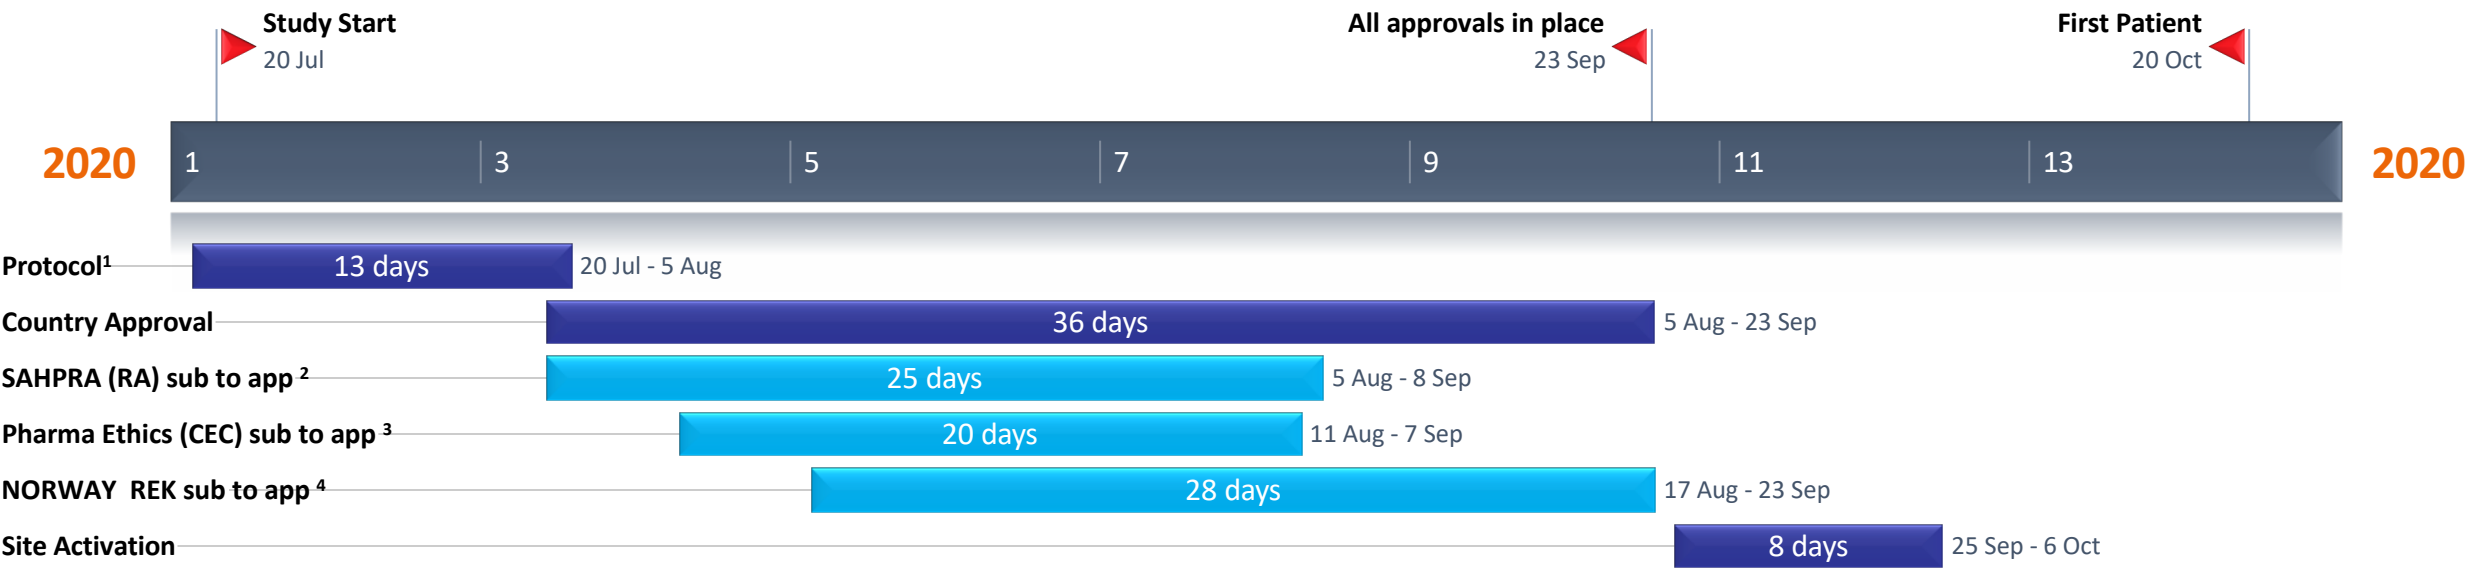 Study Start
20 Jul
All approvals in place
23 Sep
First Patient
20 Oct
2020 1 3 5 7 9 11 13 2020
Protocol¹ 13 days 20 Jul - 5 Aug
Country Approval 36 days 5 Aug - 23 Sep
SAHPRA (RA) sub to app ² 25 days 5 Aug - 8 Sep
Pharma Ethics (CEC) sub to app ³ 20 days 11 Aug - 7 Sep
NORWAY REK sub to app ⁴ 28 days 17 Aug - 23 Sep
Site Activation 8 days 25 Sep - 6 Oct